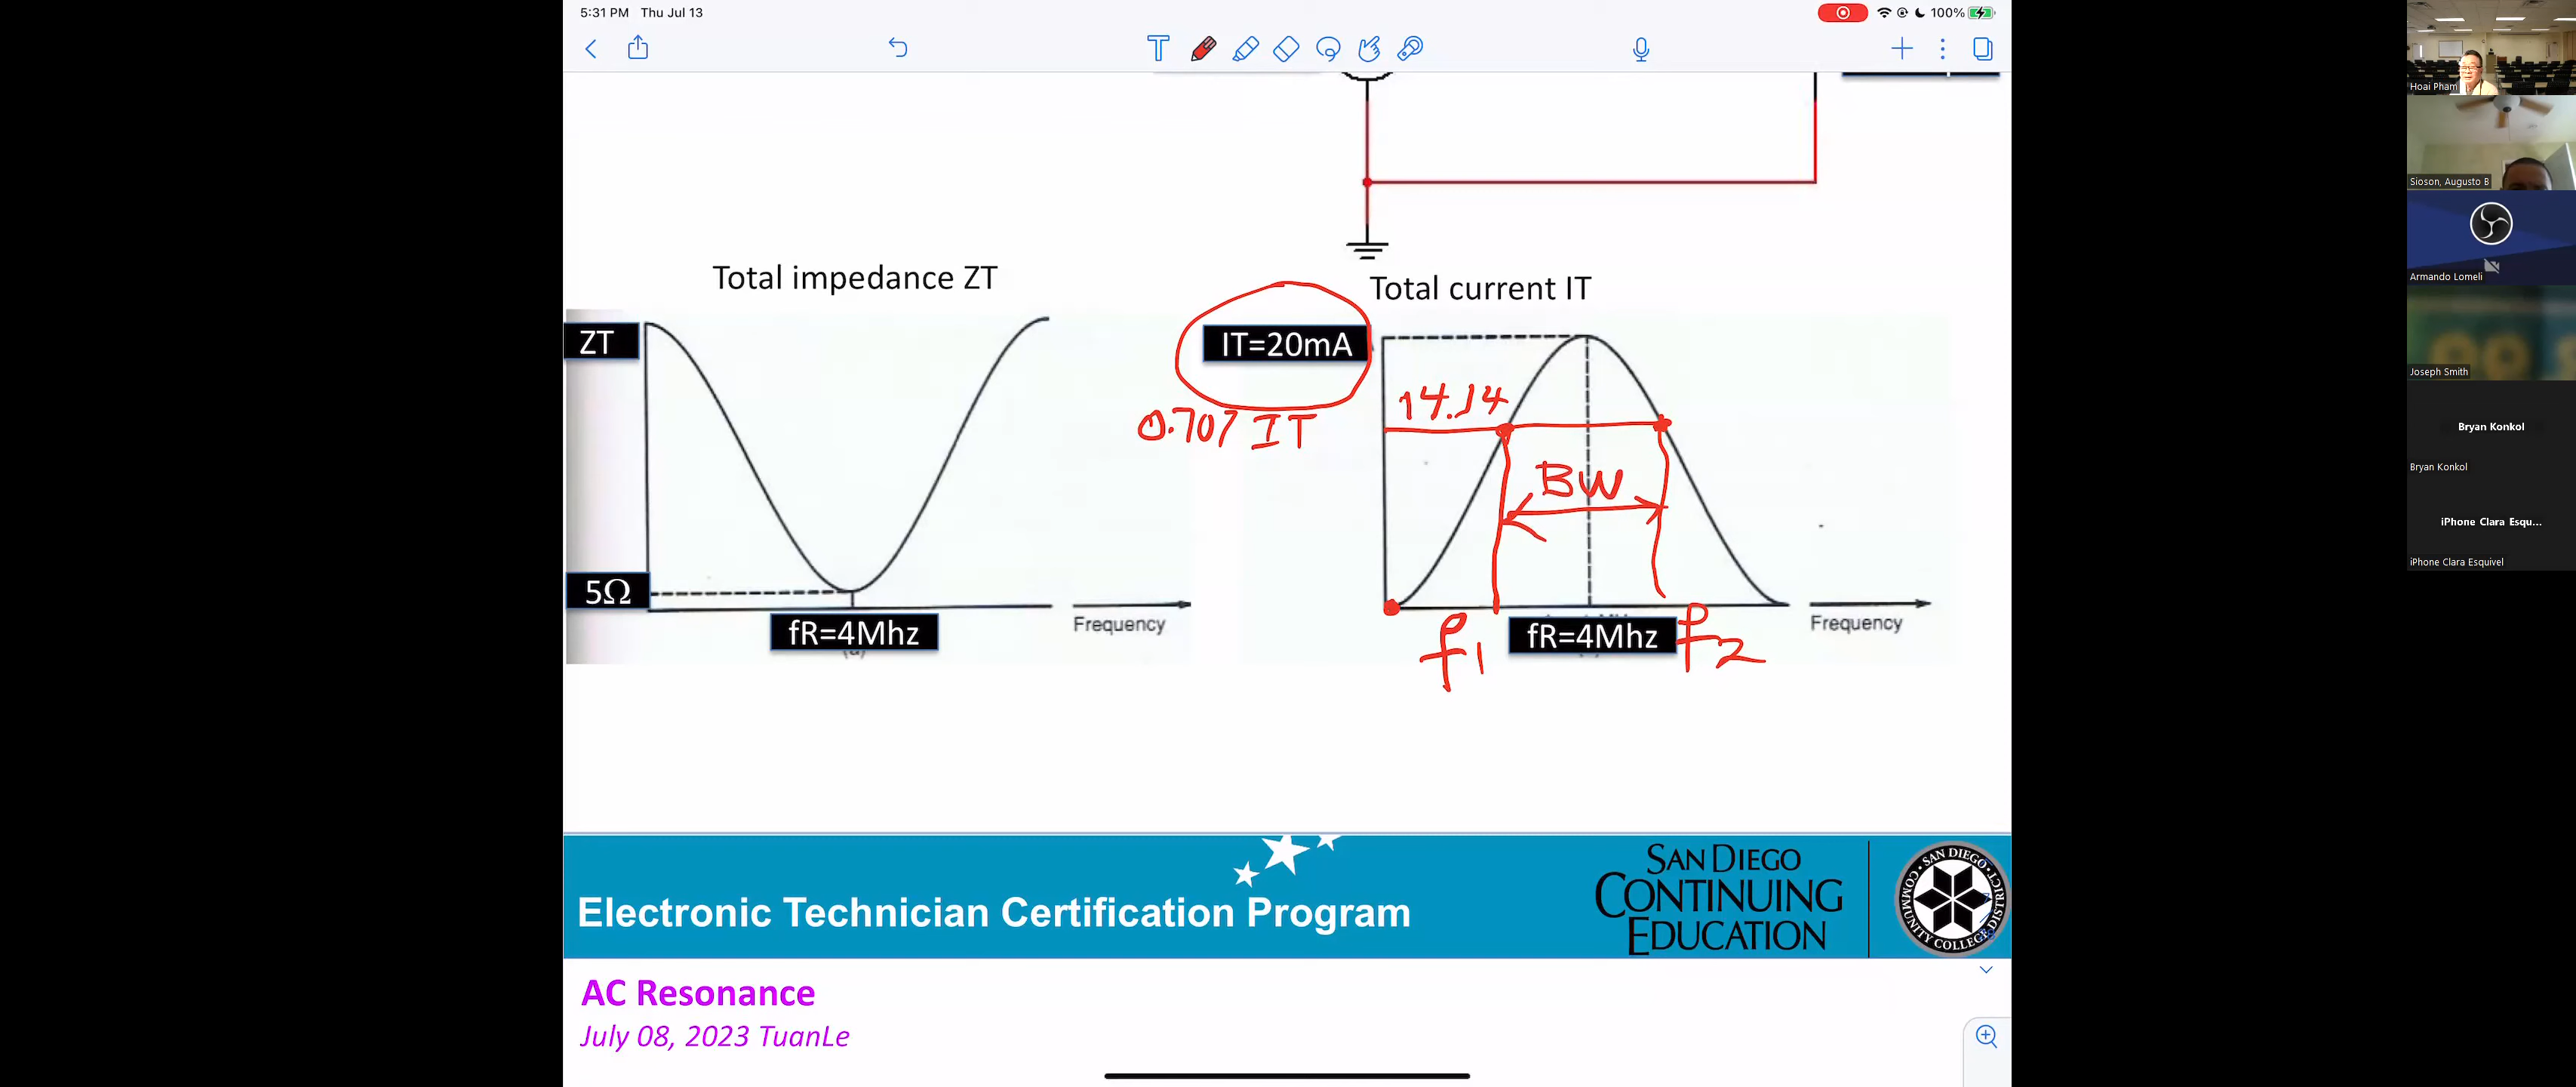 5:31 PM Thu Jul 13
100%
Total impedance ZT
Total current IT
ZT
IT=20mA
0.707 IT
14.14
BW
5Ω
fR=4Mhz
Frequency
f1
fR=4Mhz
f2
Frequency
Electronic Technician Certification Program
SAN DIEGO
CONTINUING
EDUCATION
SAN DIEGO
COMMUNITY COLLEGE DISTRICT
AC Resonance
July 08, 2023 TuanLe
Hoai Pham
Sioson, Augusto B
Armando Lomeli
Joseph Smith
Bryan Konkol
Bryan Konkol
iPhone Clara Esqu...
iPhone Clara Esquivel